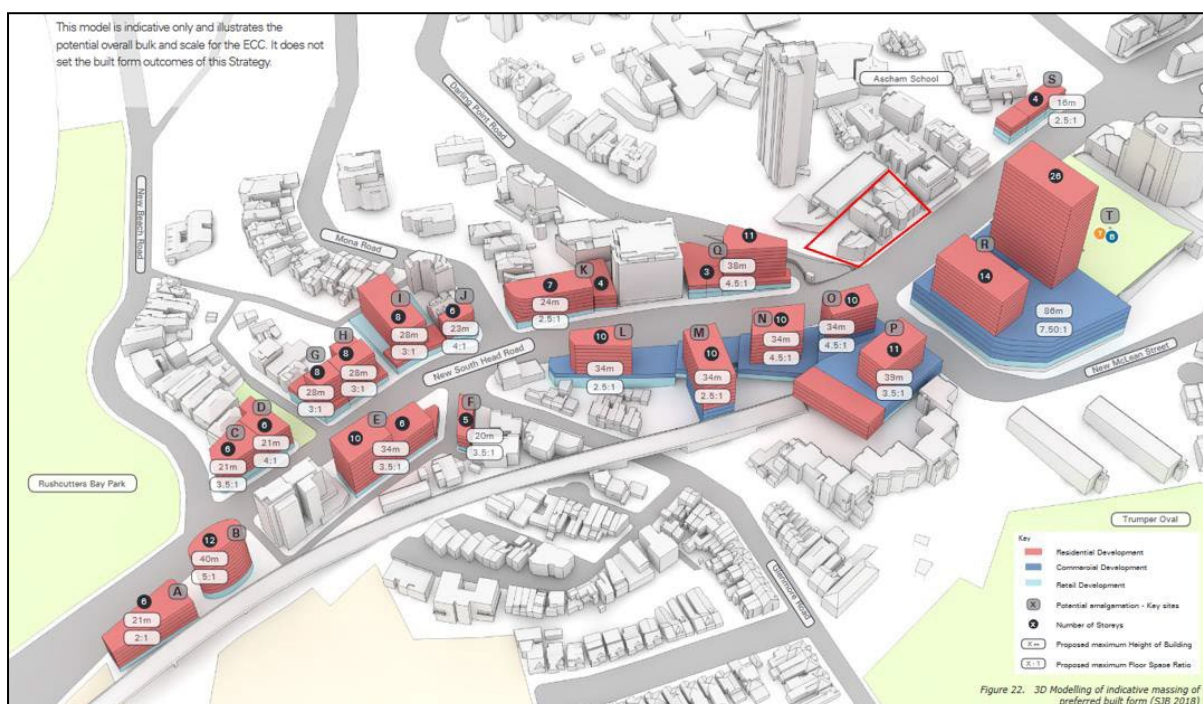 This model is indicative only and illustrates the
potential overall bulk and scale for the ECC. It does not
set the built form outcomes of this Strategy.
Ascham School
S
4
16m
2.5:1
Darling Point Road
New Beach Road
Mona Road
26
T
T
B
11
Q
3
38m
4.5:1
R
14
86m
7.50:1
K
7
4
24m
2.5:1
I
8
28m
3:1
J
6
23m
4:1
O
10
34m
4.5:1
N
10
34m
4.5:1
P
11
39m
3.5:1
M
10
34m
2.5:1
L
10
34m
2.5:1
New McLean Street
H
8
28m
3:1
G
8
28m
3:1
New South Head Road
D
6
21m
4:1
C
6
21m
3.5:1
E
10
6
34m
3.5:1
F
5
20m
3.5:1
Rushcutters Bay Park
B
12
40m
5:1
A
6
21m
2:1
Glenmore Road
Trumper Oval
Key
Residential Development
Commercial Development
Retail Development
X Potential amalgamation - Key sites
X Number of Storeys
X m Proposed maximum Height of Building
X : 1 Proposed maximum Floor Space Ratio
Figure 22. 3D Modelling of indicative massing of
preferred built form (SJB 2018)